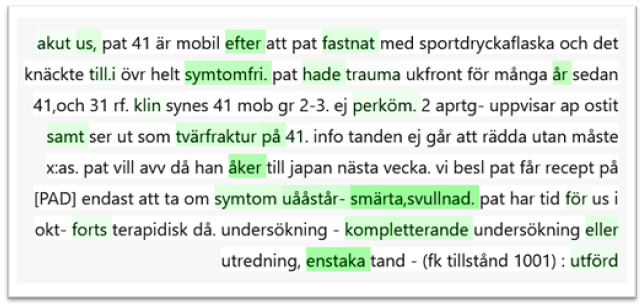 akut us, pat 41 är mobil efter att pat fastnat med sportdryckaflaska och det
knäckte till.i övr helt symtomfri. pat hade trauma ukfront för många år sedan
41,och 31 rf. klin synes 41 mob gr 2-3. ej perköm. 2 aprtg- uppvisar ap ostit
samt ser ut som tvärfraktur på 41. info tanden ej går att rädda utan måste
x:as. pat vill avv då han åker till japan nästa vecka. vi besl pat får recept på
[PAD] endast att ta om symtom uååstår- smärta,svullnad. pat har tid för us i
okt- forts terapidisk då. undersökning - kompletterande undersökning eller
utredning, enstaka tand - (fk tillstånd 1001) : utförd